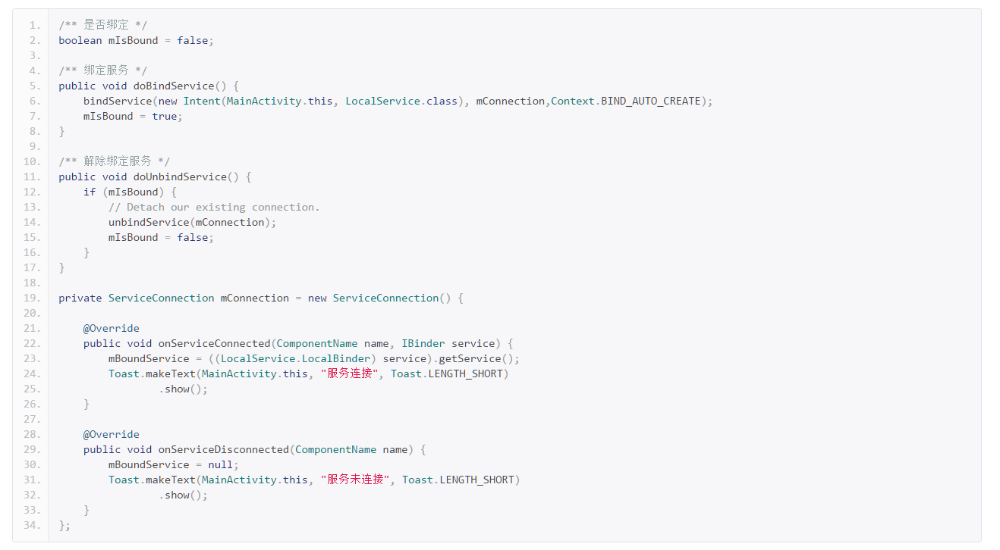 1. /** 是否绑定 */
2. boolean mIsBound = false;
3.
4. /** 绑定服务 */
5. public void doBindService() {
6.     bindService(new Intent(MainActivity.this, LocalService.class), mConnection,Context.BIND_AUTO_CREATE);
7.     mIsBound = true;
8. }
9.
10. /** 解除绑定服务 */
11. public void doUnbindService() {
12.     if (mIsBound) {
13.         // Detach our existing connection.
14.         unbindService(mConnection);
15.         mIsBound = false;
16.     }
17. }
18.
19. private ServiceConnection mConnection = new ServiceConnection() {
20.
21.     @Override
22.     public void onServiceConnected(ComponentName name, IBinder service) {
23.         mBoundService = ((LocalService.LocalBinder) service).getService();
24.         Toast.makeText(MainActivity.this, "服务连接", Toast.LENGTH_SHORT)
25.                 .show();
26.     }
27.
28.     @Override
29.     public void onServiceDisconnected(ComponentName name) {
30.         mBoundService = null;
31.         Toast.makeText(MainActivity.this, "服务未连接", Toast.LENGTH_SHORT)
32.                 .show();
33.     }
34. };